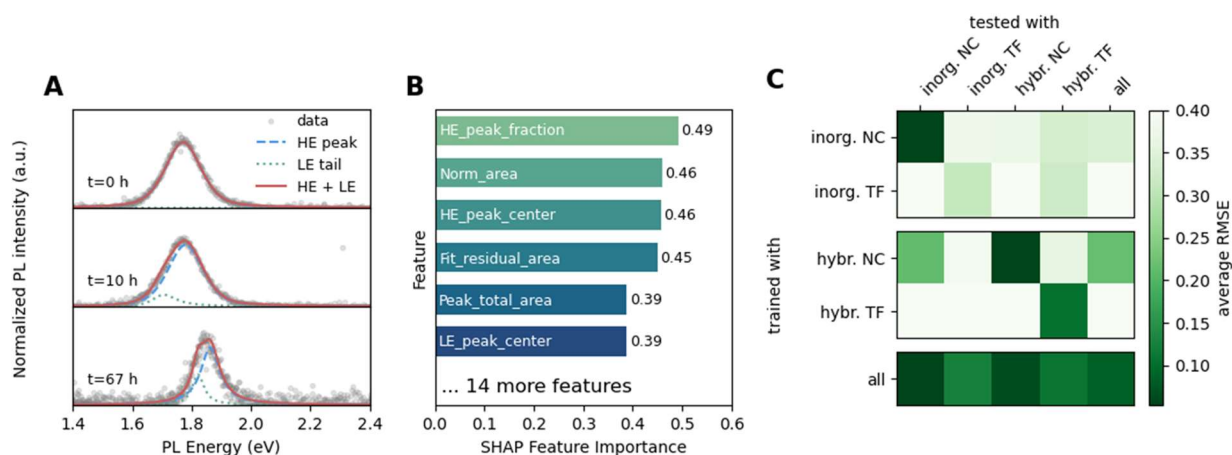 A
Normalized PL intensity (a.u.)
data
HE peak
LE tail
HE + LE
t=0 h
t=10 h
t=67 h
1.4 1.6 1.8 2.0 2.2 2.4
PL Energy (eV)
B
Feature
HE_peak_fraction 0.49
Norm_area 0.46
HE_peak_center 0.46
Fit_residual_area 0.45
Peak_total_area 0.39
LE_peak_center 0.39
... 14 more features
0.0 0.1 0.2 0.3 0.4 0.5 0.6
SHAP Feature Importance
C
tested with
inorg. NC
inorg. TF
hybr. NC
hybr. TF
all
trained with
inorg. NC
inorg. TF
hybr. NC
hybr. TF
all
0.40
0.35
0.30
0.25
0.20
0.15
0.10
average RMSE